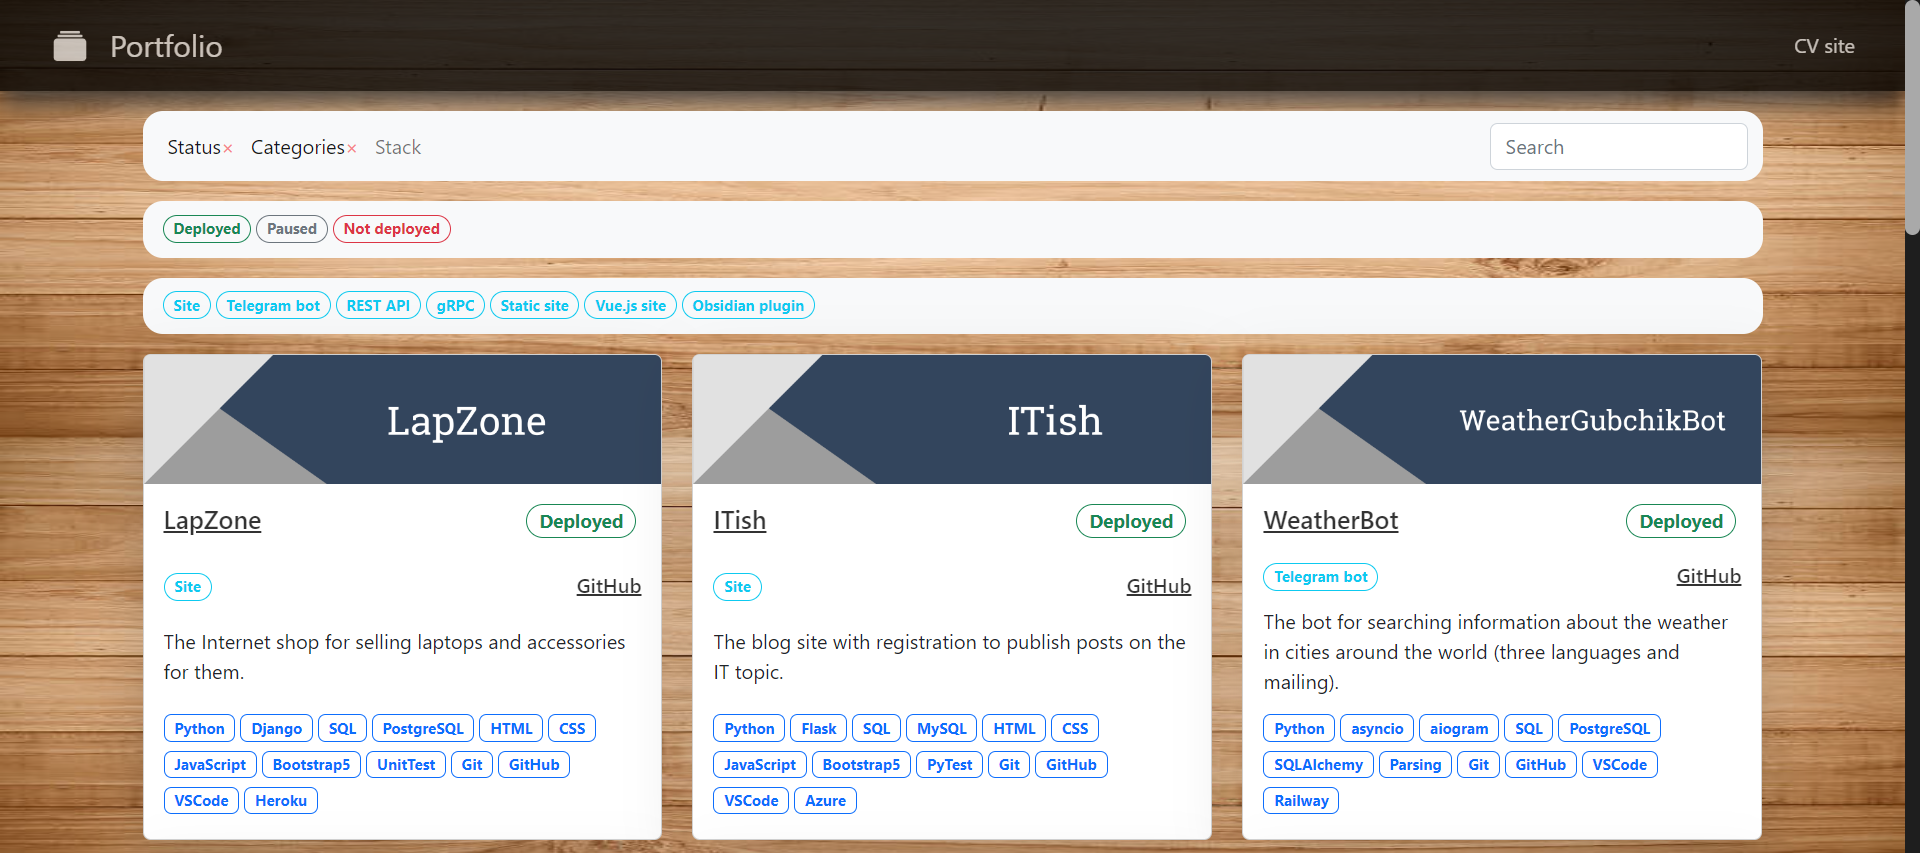 Portfolio
CV site
Status× Categories× Stack
Search
Deployed Paused Not deployed
Site Telegram bot REST API gRPC Static site Vue.js site Obsidian plugin
LapZone
LapZone Deployed
Site GitHub
The Internet shop for selling laptops and accessories
for them.
Python Django SQL PostgreSQL HTML CSS
JavaScript Bootstrap5 UnitTest Git GitHub
VSCode Heroku
ITish
ITish Deployed
Site GitHub
The blog site with registration to publish posts on the
IT topic.
Python Flask SQL MySQL HTML CSS
JavaScript Bootstrap5 PyTest Git GitHub
VSCode Azure
WeatherGubchikBot
WeatherBot Deployed
Telegram bot GitHub
The bot for searching information about the weather
in cities around the world (three languages and
mailing).
Python asyncio aiogram SQL PostgreSQL
SQLAlchemy Parsing Git GitHub VSCode
Railway